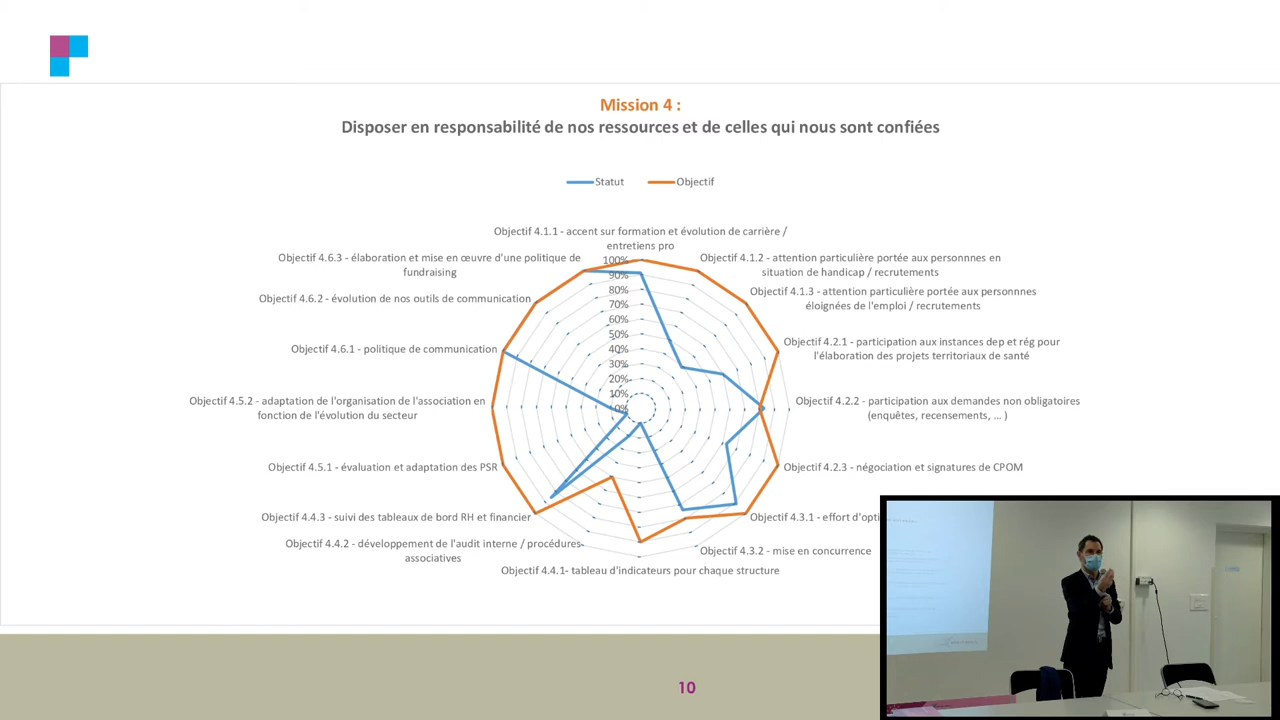 Mission 4 :
Disposer en responsabilité de nos ressources et de celles qui nous sont confiées
Statut
Objectif
Objectif 4.1.1 - accent sur formation et évolution de carrière /
entretiens pro
Objectif 4.1.2 - attention particulière portée aux personnnes en
situation de handicap / recrutements
Objectif 4.1.3 - attention particulière portée aux personnnes
éloignées de l'emploi / recrutements
Objectif 4.2.1 - participation aux instances dep et rég pour
l'élaboration des projets territoriaux de santé
Objectif 4.2.2 - participation aux demandes non obligatoires
(enquêtes, recensements, ... )
Objectif 4.2.3 - négociation et signatures de CPOM
Objectif 4.3.1 - effort d'opti
Objectif 4.3.2 - mise en concurrence
Objectif 4.4.1- tableau d'indicateurs pour chaque structure
Objectif 4.4.2 - développement de l'audit interne / procédures
associatives
Objectif 4.4.3 - suivi des tableaux de bord RH et financier
Objectif 4.5.1 - évaluation et adaptation des PSR
Objectif 4.5.2 - adaptation de l'organisation de l'association en
fonction de l'évolution du secteur
Objectif 4.6.1 - politique de communication
Objectif 4.6.2 - évolution de nos outils de communication
Objectif 4.6.3 - élaboration et mise en œuvre d'une politique de
fundraising
100%
90%
80%
70%
60%
50%
40%
30%
20%
10%
0%
10